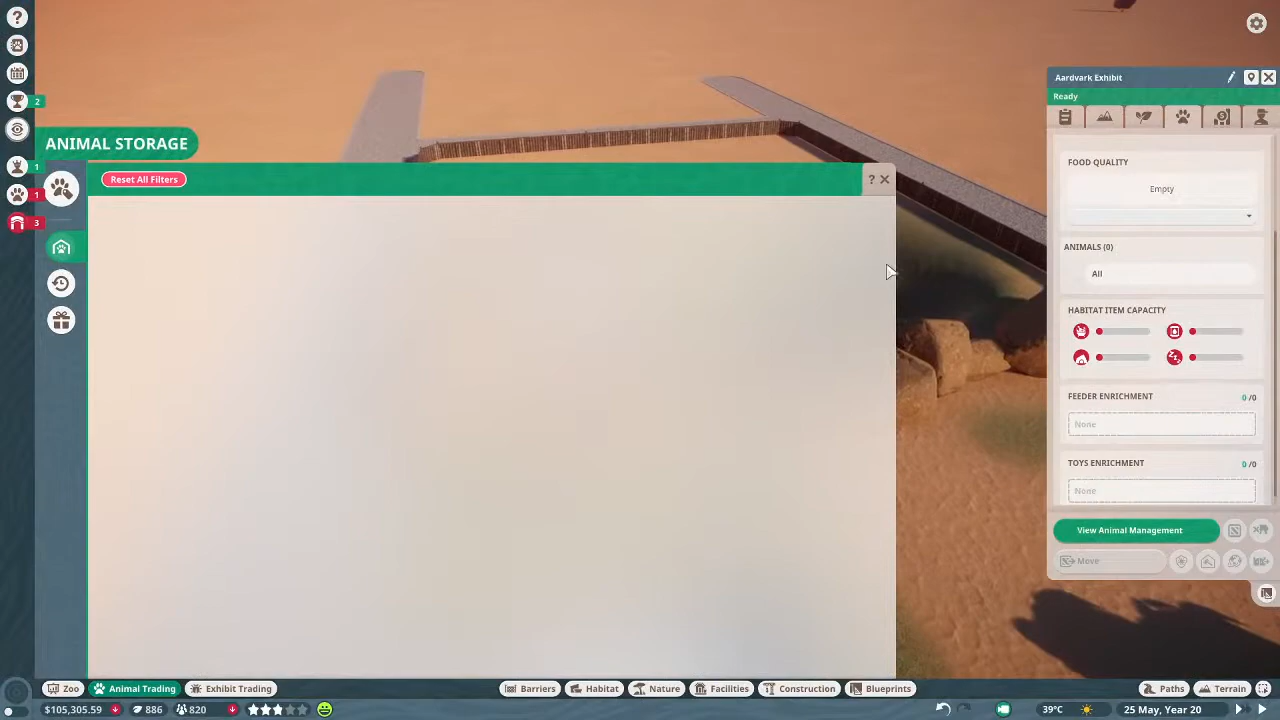 Aardvark Exhibit
Ready
2
ANIMAL STORAGE
1
1
3
Reset All Filters
?
FOOD QUALITY
Empty
ANIMALS (0)
All
HABITAT ITEM CAPACITY
FEEDER ENRICHMENT 0 /0
None
TOYS ENRICHMENT 0 /0
None
View Animal Management
Move
Zoo Animal Trading Exhibit Trading Barriers Habitat Nature Facilities Construction Blueprints Paths Terrain
$105,305.59 886 820 39°C 25 May, Year 20